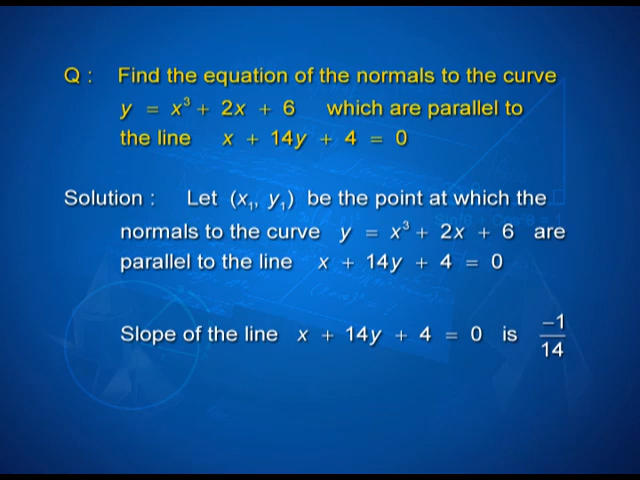 Q : Find the equation of the normals to the curve
y = x³ + 2x + 6 which are parallel to
the line x + 14y + 4 = 0
Solution : Let (x₁, y₁) be the point at which the
normals to the curve y = x³ + 2x + 6 are
parallel to the line x + 14y + 4 = 0
Slope of the line x + 14y + 4 = 0 is –1/14